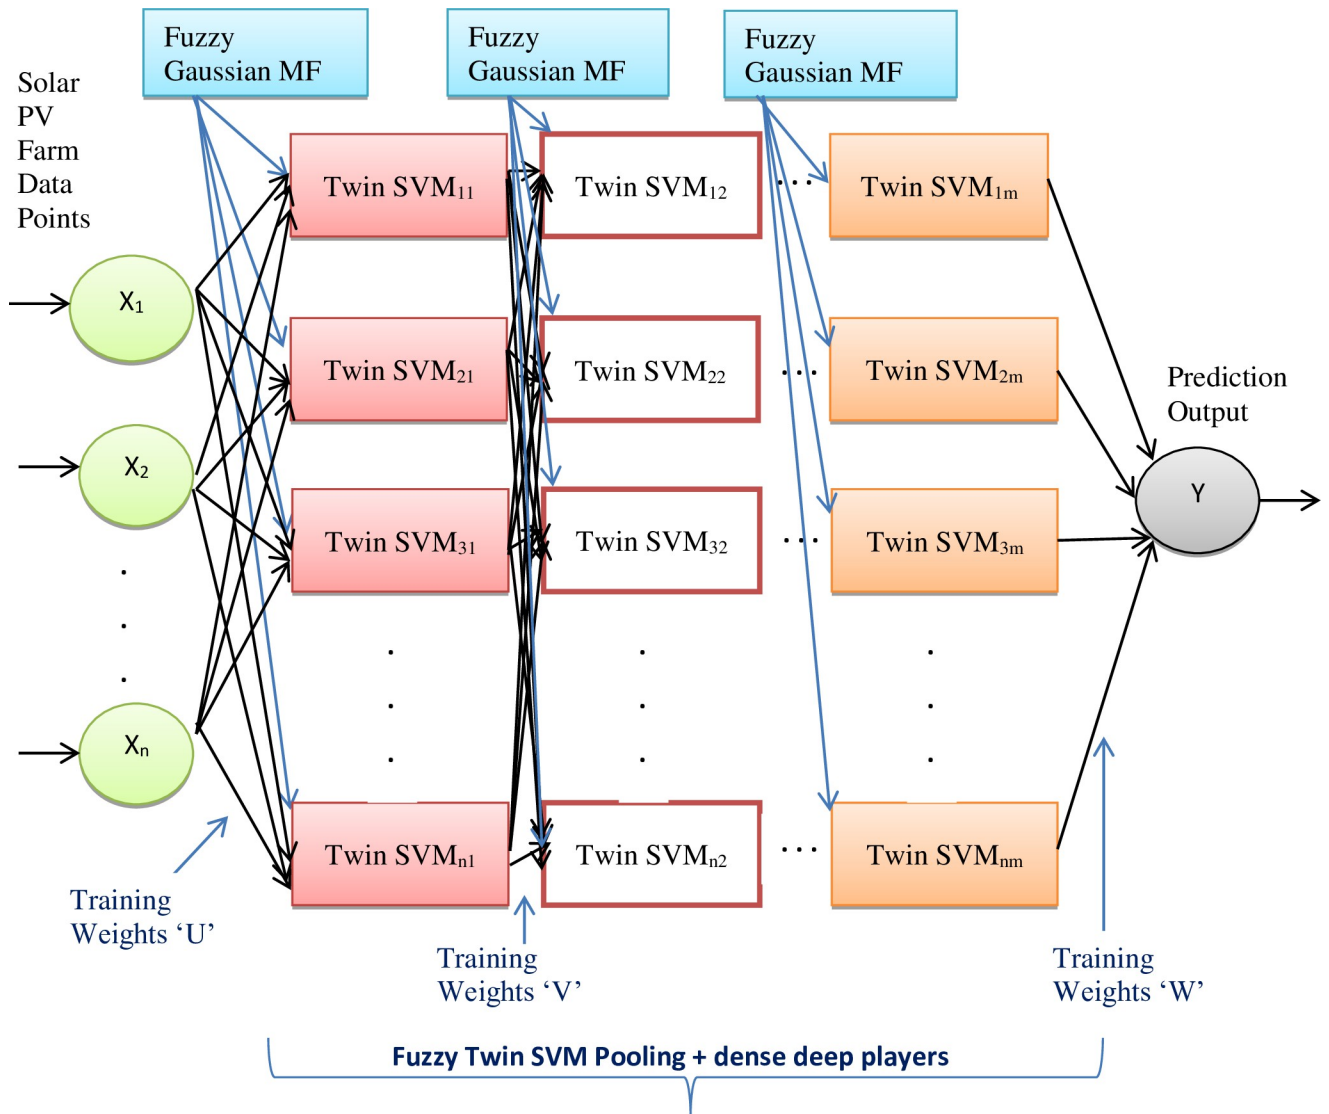 Fuzzy
Gaussian MF
Fuzzy
Gaussian MF
Fuzzy
Gaussian MF
Solar
PV
Farm
Data
Points
Twin SVM11
Twin SVM12
...
Twin SVM1m
X1
Twin SVM21
Twin SVM22
...
Twin SVM2m
Prediction
Output
X2
Twin SVM31
Twin SVM32
...
Twin SVM3m
Y
Xn
Twin SVMn1
Twin SVMn2
...
Twin SVMnm
Training
Weights ‘U’
Training
Weights ‘V’
Training
Weights ‘W’
Fuzzy Twin SVM Pooling + dense deep players